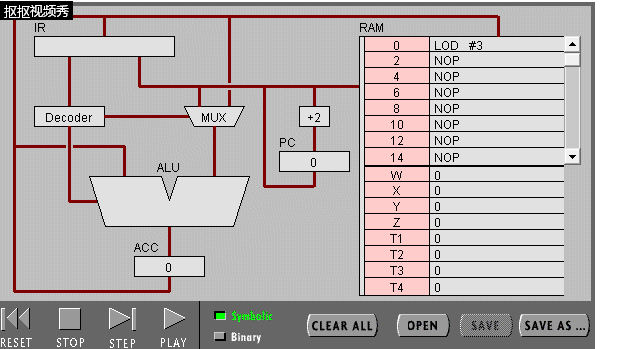 抠抠视频秀
IR
RAM
0 LOD #3
2 NOP
4 NOP
6 NOP
8 NOP
10 NOP
12 NOP
14 NOP
Decoder
MUX
+2
PC
0
ALU
W 0
X 0
Y 0
Z 0
T1 0
T2 0
T3 0
T4 0
ACC
0
RESET
STOP
STEP
PLAY
Symbolic
Binary
CLEAR ALL
OPEN
SAVE
SAVE AS ...